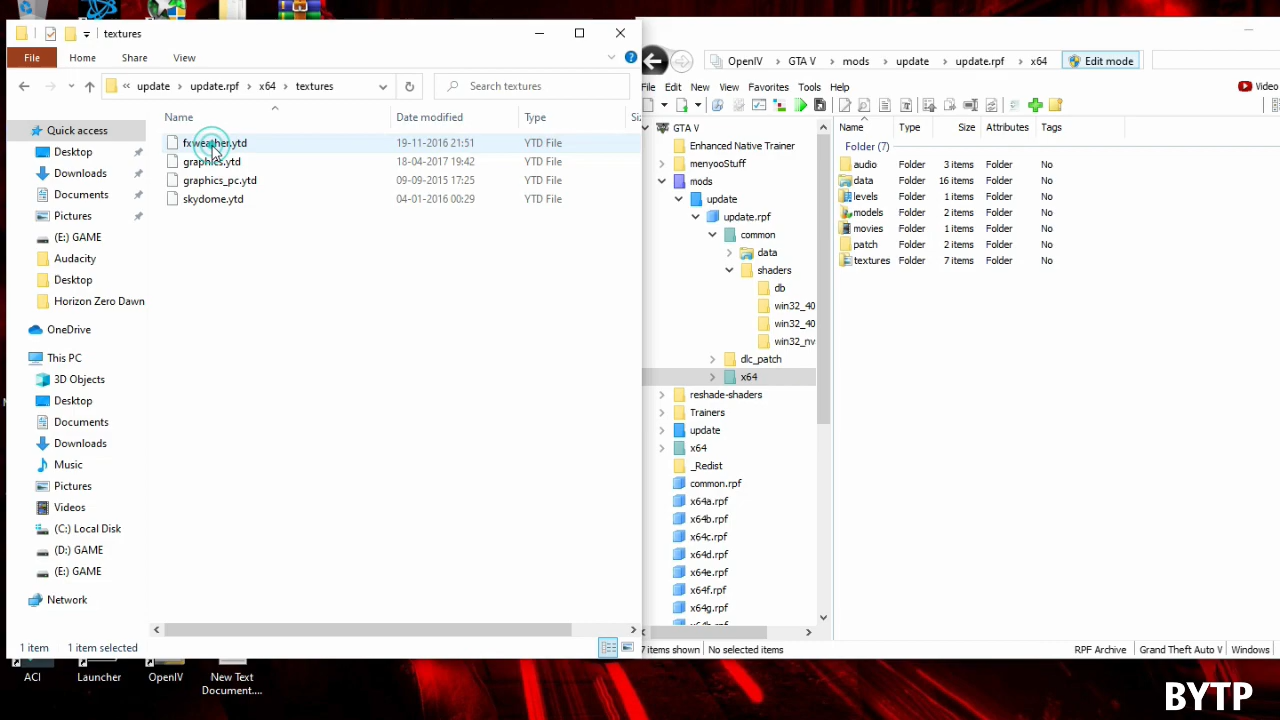 textures
File
Home
Share
View
update
update.rpf
x64
textures
Search textures
Name
Date modified
Type
fxweather.ytd
19-11-2016 21:51
YTD File
graphics.ytd
18-04-2017 19:42
YTD File
graphics_pc.ytd
09-09-2015 17:25
YTD File
skydome.ytd
04-01-2016 00:29
YTD File
Quick access
Desktop
Downloads
Documents
Pictures
(E:) GAME
Audacity
Desktop
Horizon Zero Dawn
OneDrive
This PC
3D Objects
Desktop
Documents
Downloads
Music
Pictures
Videos
(C:) Local Disk
(D:) GAME
(E:) GAME
Network
1 item
1 item selected
OpenIV
GTA V
mods
update
update.rpf
x64
Edit mode
File
Edit
New
View
Favorites
Tools
Help
Video
GTA V
Enhanced Native Trainer
menyooStuff
mods
update
update.rpf
common
data
shaders
db
win32_40
win32_40
win32_nv
dlc_patch
x64
reshade-shaders
Trainers
update
x64
_Redist
common.rpf
x64a.rpf
x64b.rpf
x64c.rpf
x64d.rpf
x64e.rpf
x64f.rpf
x64g.rpf
x64h.rpf
Name
Type
Size
Attributes
Tags
Folder (7)
audio Folder 3 items Folder No
data Folder 16 items Folder No
levels Folder 1 items Folder No
models Folder 2 items Folder No
movies Folder 1 items Folder No
patch Folder 2 items Folder No
textures Folder 7 items Folder No
7 items shown
No selected items
RPF Archive
Grand Theft Auto V
Windows
ACI
Launcher
OpenIV
New Text
Document....
BYTP